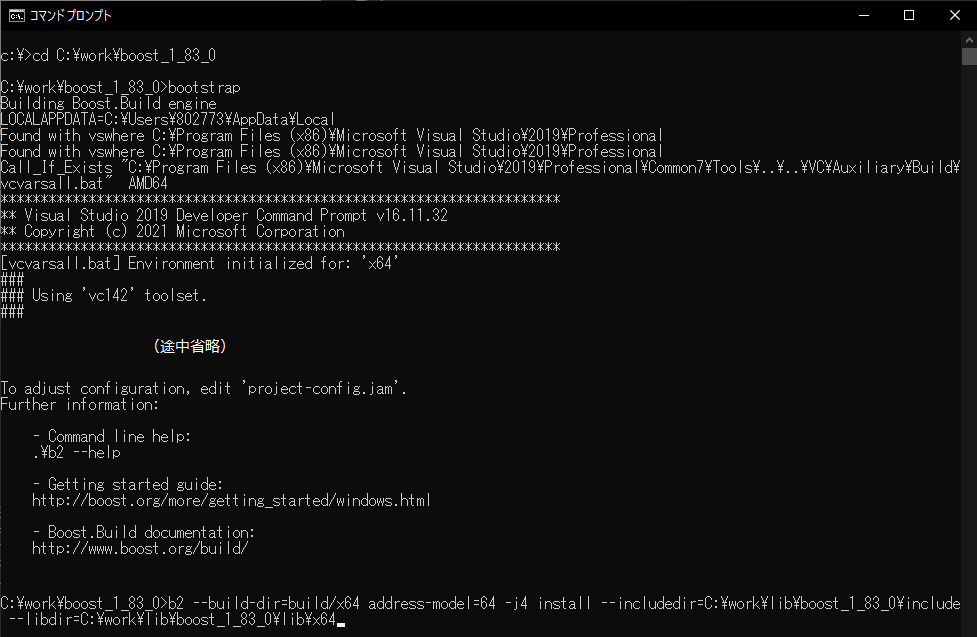 コマンドプロンプト
c:¥>cd C:¥work¥boost_1_83_0
C:¥work¥boost_1_83_0>bootstrap
Building Boost.Build engine
LOCALAPPDATA=C:¥Users¥802773¥AppData¥Local
Found with vswhere C:¥Program Files (x86)¥Microsoft Visual Studio¥2019¥Professional
Found with vswhere C:¥Program Files (x86)¥Microsoft Visual Studio¥2019¥Professional
Call_If_Exists "C:¥Program Files (x86)¥Microsoft Visual Studio¥2019¥Professional¥Common7¥Tools¥..¥..¥VC¥Auxiliary¥Build¥
vcvarsall.bat"  AMD64
**********************************************************************
** Visual Studio 2019 Developer Command Prompt v16.11.32
** Copyright (c) 2021 Microsoft Corporation
**********************************************************************
[vcvarsall.bat] Environment initialized for: 'x64'
###
### Using 'vc142' toolset.
###
（途中省略）
To adjust configuration, edit 'project-config.jam'.
Further information:
- Command line help:
.¥b2 --help
- Getting started guide:
http://boost.org/more/getting_started/windows.html
- Boost.Build documentation:
http://www.boost.org/build/
C:¥work¥boost_1_83_0>b2 --build-dir=build/x64 address-model=64 -j4 install --includedir=C:¥work¥lib¥boost_1_83_0¥include
--libdir=C:¥work¥lib¥boost_1_83_0¥lib¥x64